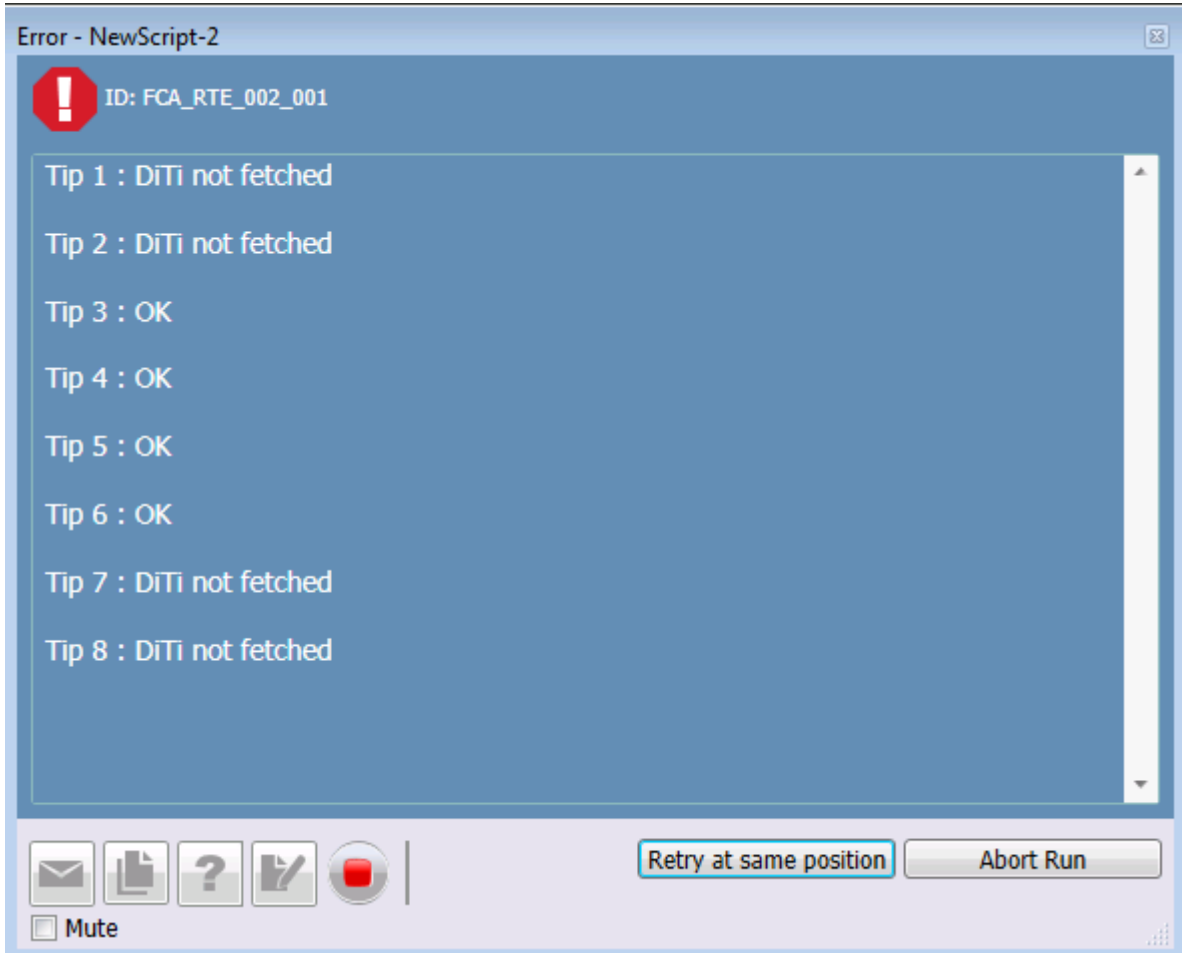 Error - NewScript-2
ID: FCA_RTE_002_001
Tip 1 : DiTi not fetched
Tip 2 : DiTi not fetched
Tip 3 : OK
Tip 4 : OK
Tip 5 : OK
Tip 6 : OK
Tip 7 : DiTi not fetched
Tip 8 : DiTi not fetched
Retry at same position
Abort Run
Mute